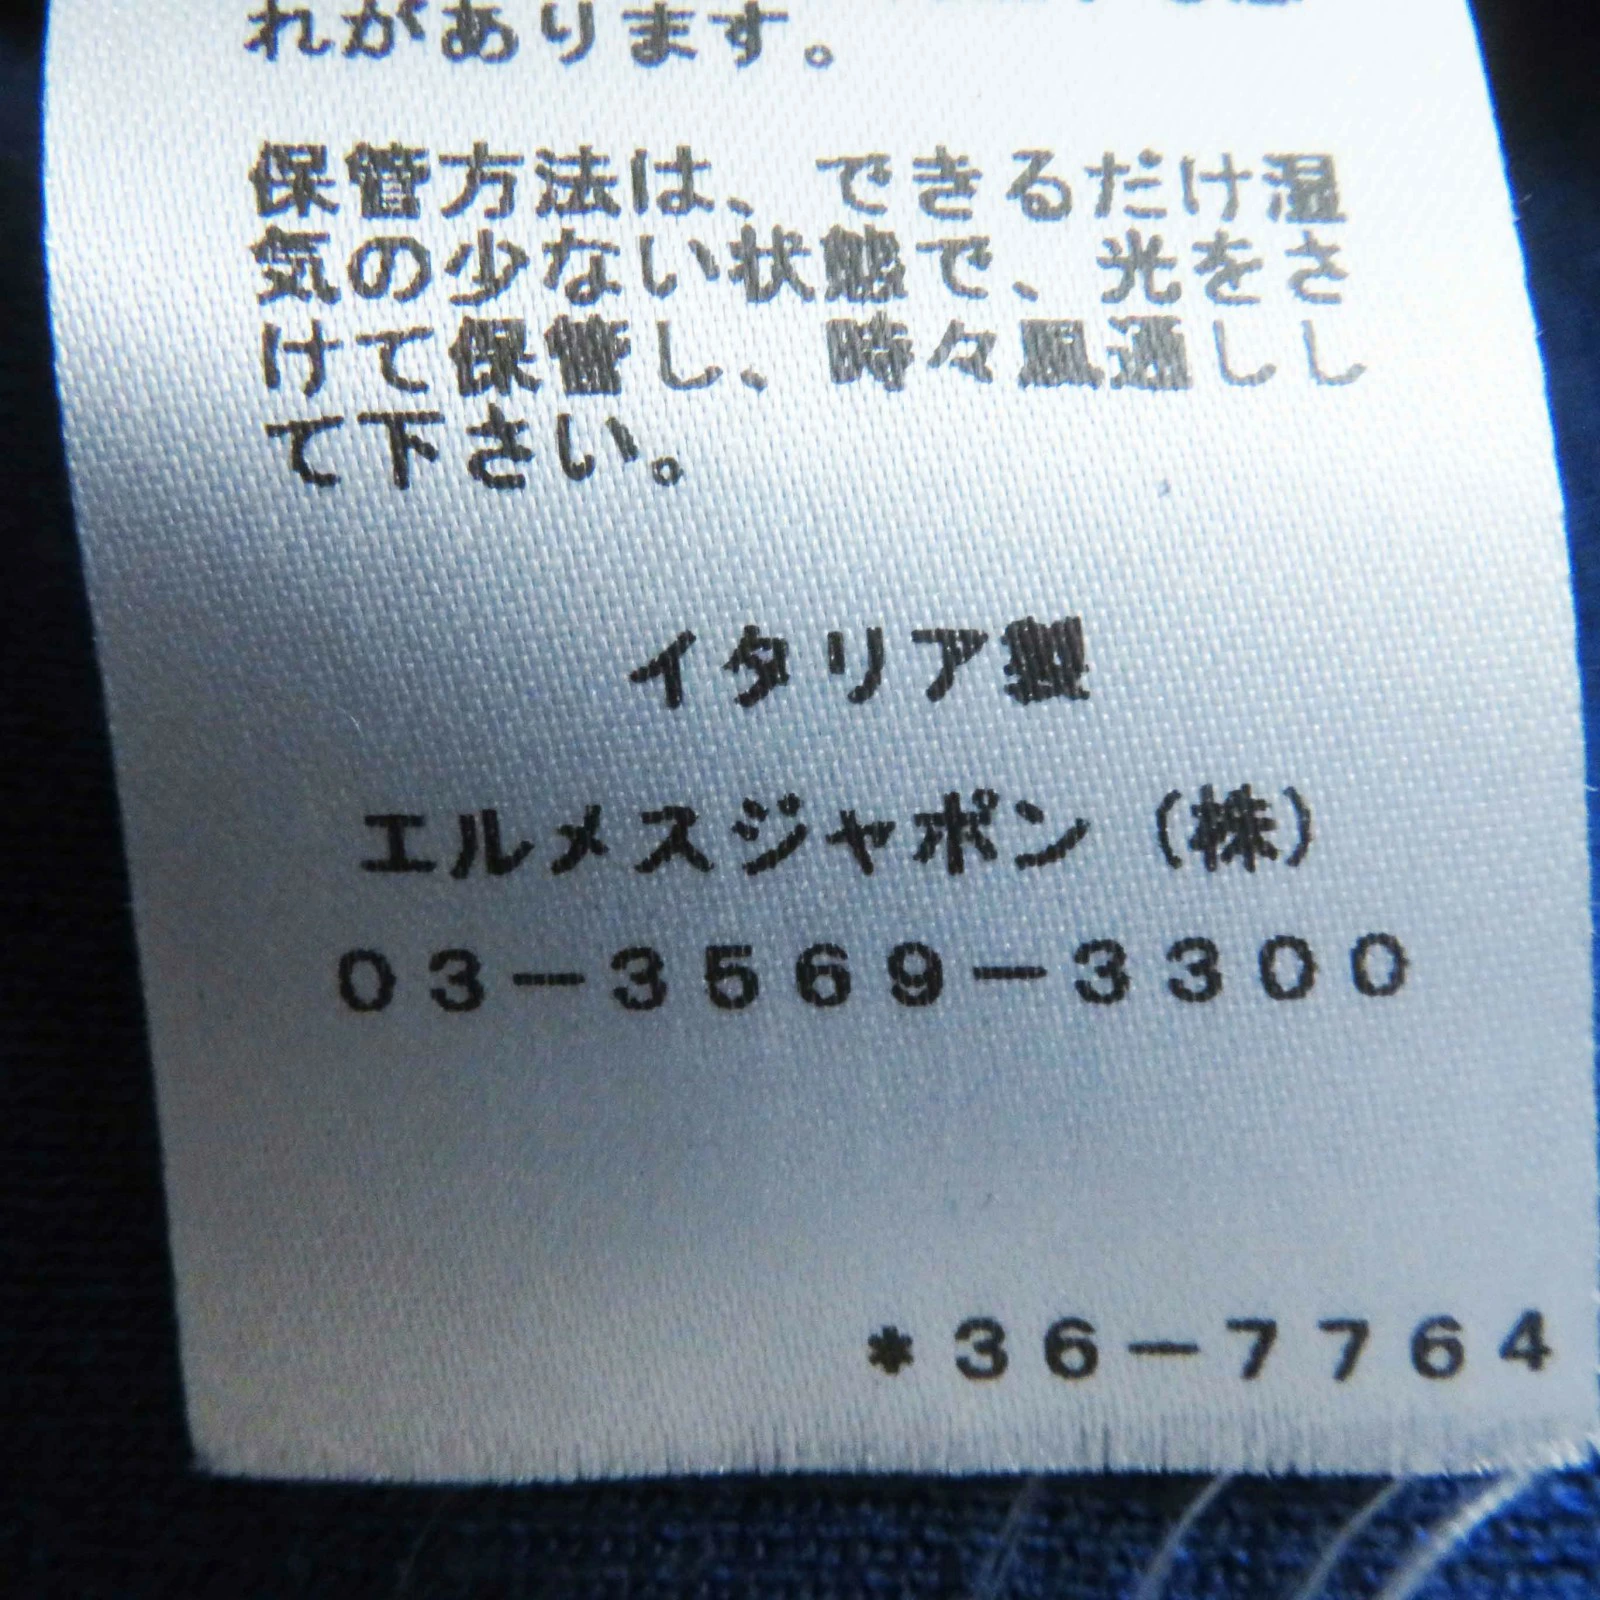 れがあります。
保管方法は、できるだけ湿
気の少ない状態で、光をさ
けて保管し、時々風通しし
て下さい。
イタリア製
エルメスジャポン（株）
03-3569-3300
*36-7764